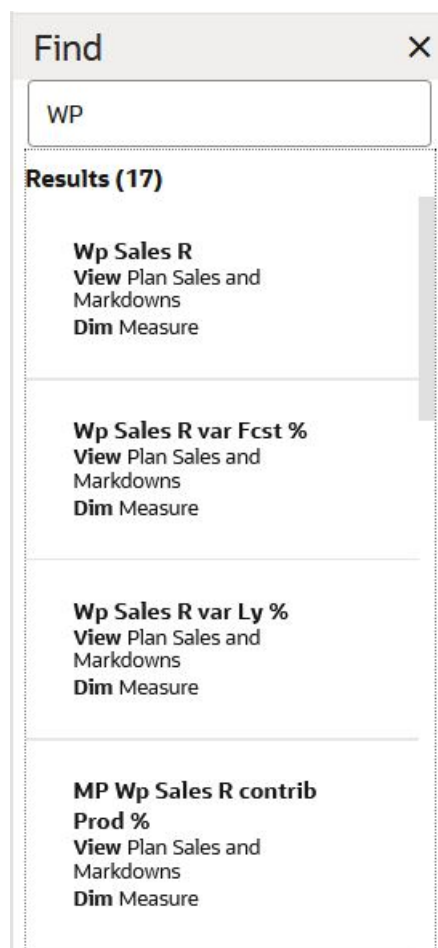 Find ×
WP
Results (17)
Wp Sales R
View Plan Sales and
Markdowns
Dim Measure
Wp Sales R var Fcst %
View Plan Sales and
Markdowns
Dim Measure
Wp Sales R var Ly %
View Plan Sales and
Markdowns
Dim Measure
MP Wp Sales R contrib
Prod %
View Plan Sales and
Markdowns
Dim Measure